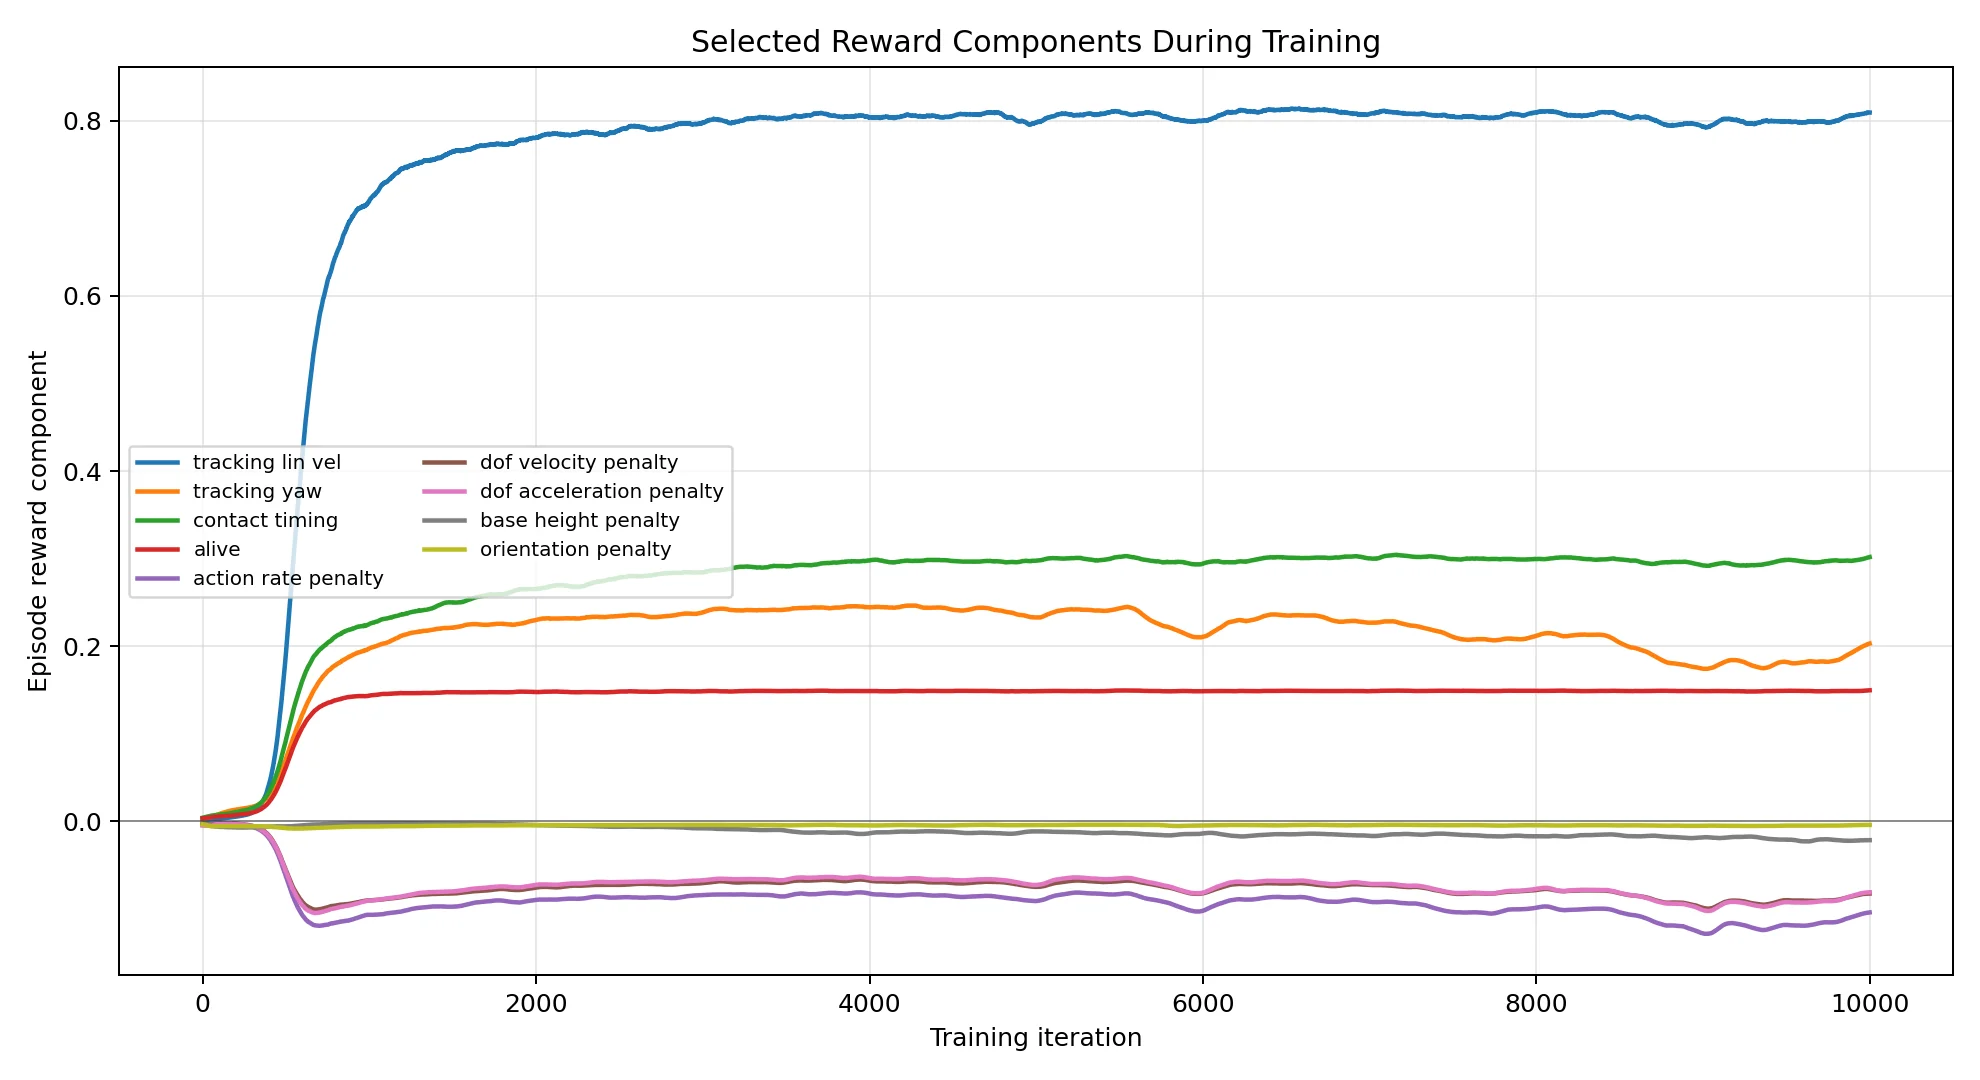 Selected Reward Components During Training
Episode reward component
0.8
0.6
0.4
0.2
0.0
tracking lin vel
tracking yaw
contact timing
alive
action rate penalty
dof velocity penalty
dof acceleration penalty
base height penalty
orientation penalty
0 2000 4000 6000 8000 10000
Training iteration